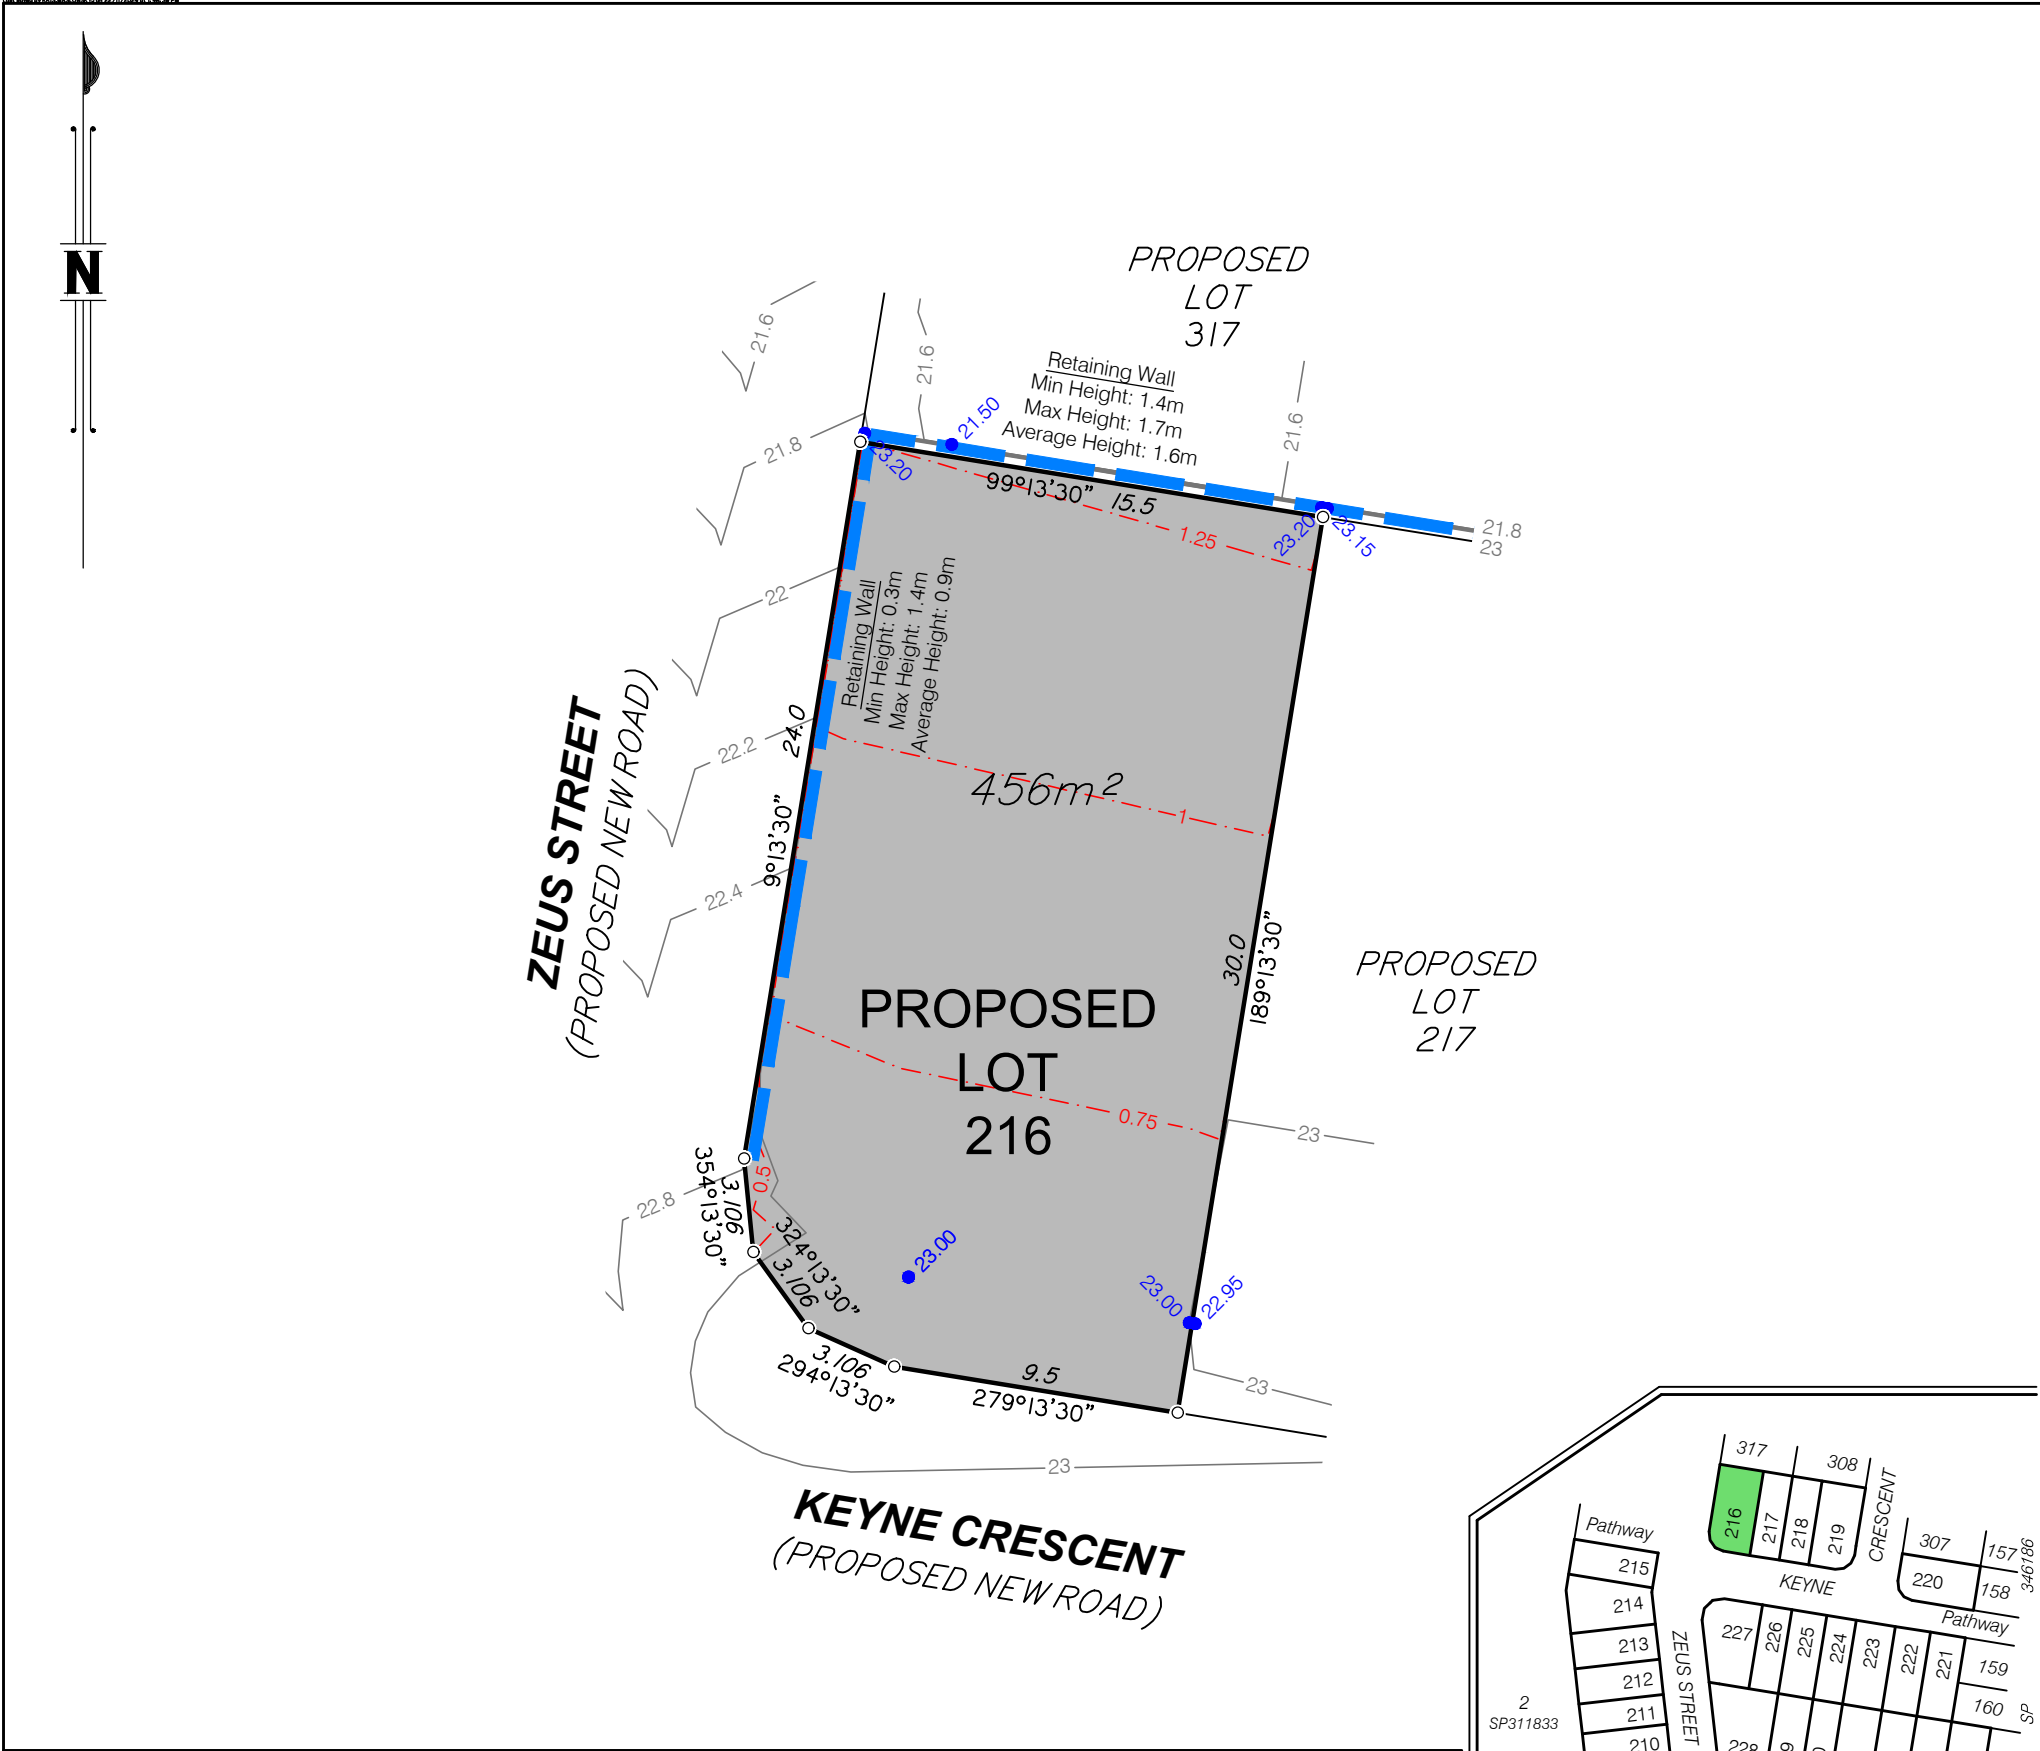 N
PROPOSED
LOT
317
Retaining Wall
Min Height: 1.4m
Max Height: 1.7m
Average Height: 1.6m
21.6
21.6
21.6
21.50
21.8
23.20
99°13'30"
15.5
1.25
23.20
23.15
21.8
23
22
Retaining Wall
Min Height: 0.3m
Max Height: 1.4m
Average Height: 0.9m
ZEUS STREET
(PROPOSED NEW ROAD)
22.2
24.0
9°13'30"
22.4
456m²
1
30.0
189°13'30"
PROPOSED
LOT
217
PROPOSED
LOT
216
0.75
23
354°13'30"
3.106
0.5
22.8
324°13'30"
3.106
23.00
23.00
22.95
3.106
294°13'30"
9.5
279°13'30"
23
23
KEYNE CRESCENT
(PROPOSED NEW ROAD)
317
308
CRESCENT
216
217
218
219
Pathway
215
214
213
212
211
210
KEYNE
307
157
346186
220
158
Pathway
227
226
225
224
223
222
221
159
160
SP
ZEUS STREET
2
SP311833
228